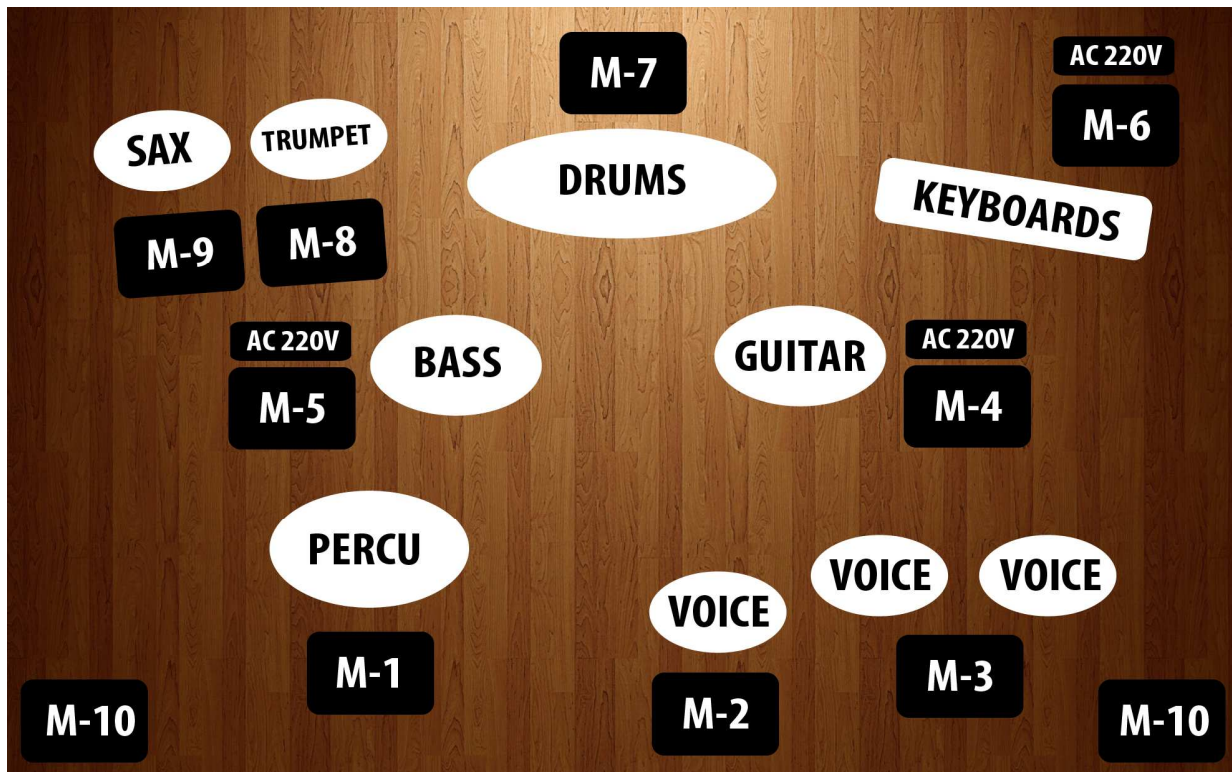 M-7
AC 220V
M-6
SAX
TRUMPET
DRUMS
KEYBOARDS
M-9
M-8
AC 220V
M-5
BASS
GUITAR
AC 220V
M-4
PERCU
VOICE
VOICE
VOICE
M-1
M-2
M-3
M-10
M-10